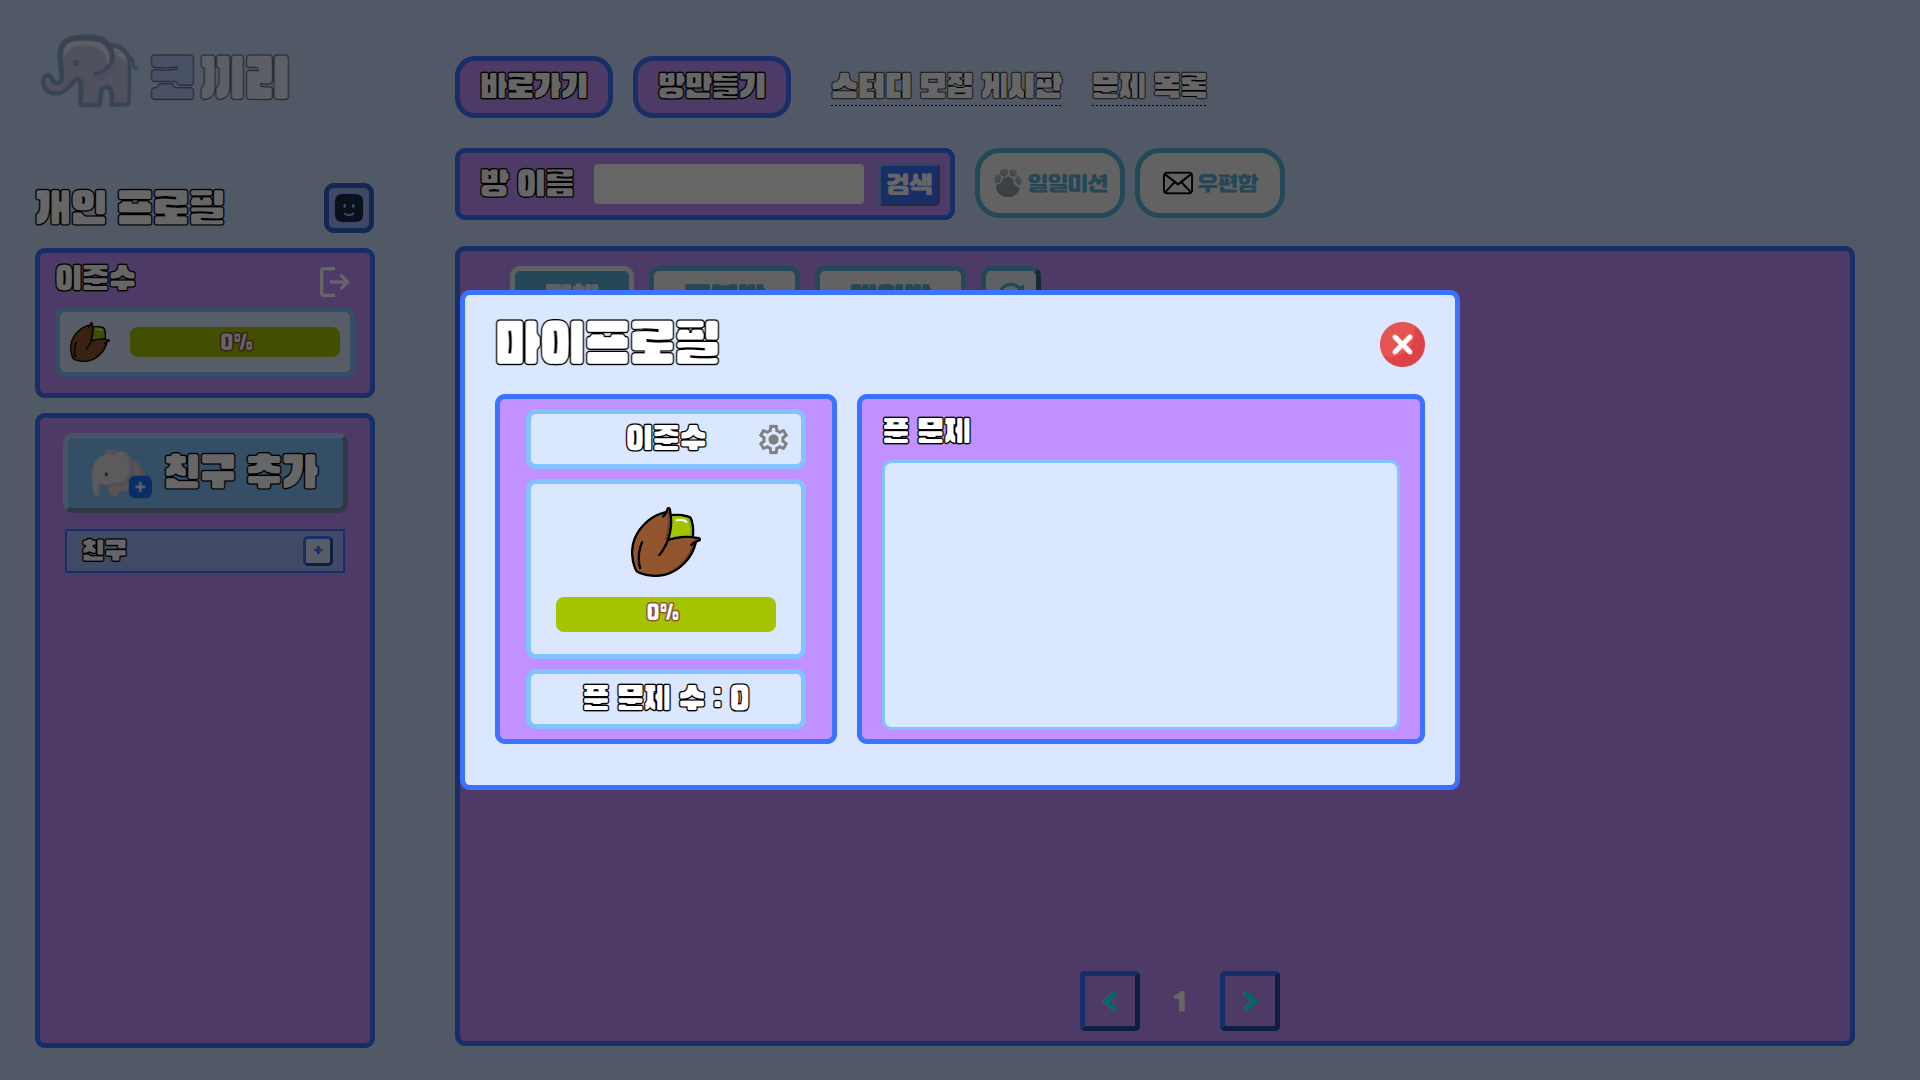 코끼리
바로가기 방만들기 스터디 모집 게시판 문제 목록
방 이름 검색 일일미션 우편함
개인 프로필
이준수
0%
친구 추가
친구
마이프로필
이준수
0%
푼 문제 수 : 0
푼 문제
1